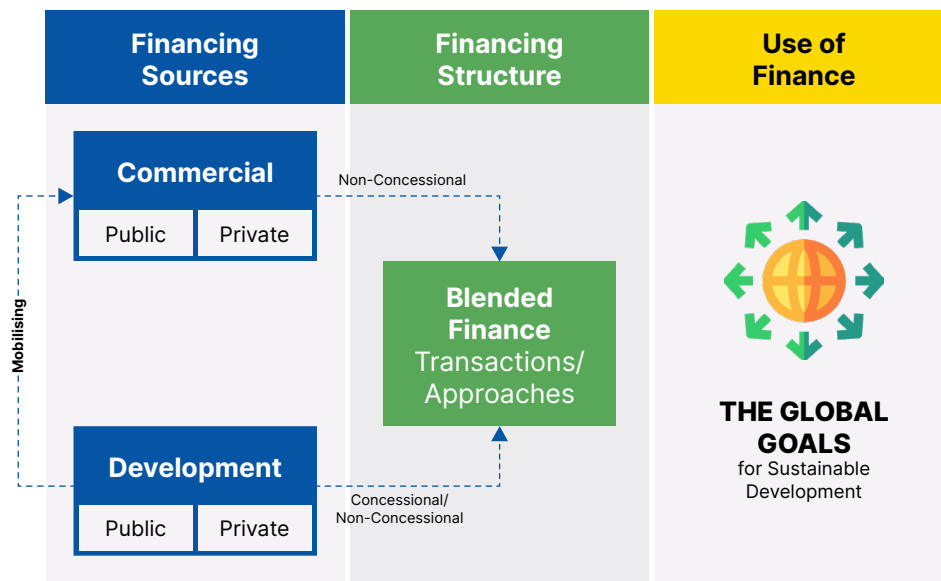 Financing
Sources
Financing
Structure
Use of
Finance
Commercial
Public
Private
Non-Concessional
Mobilising
Blended
Finance
Transactions/
Approaches
Development
Public
Private
Concessional/
Non-Concessional
THE GLOBAL
GOALS
for Sustainable
Development